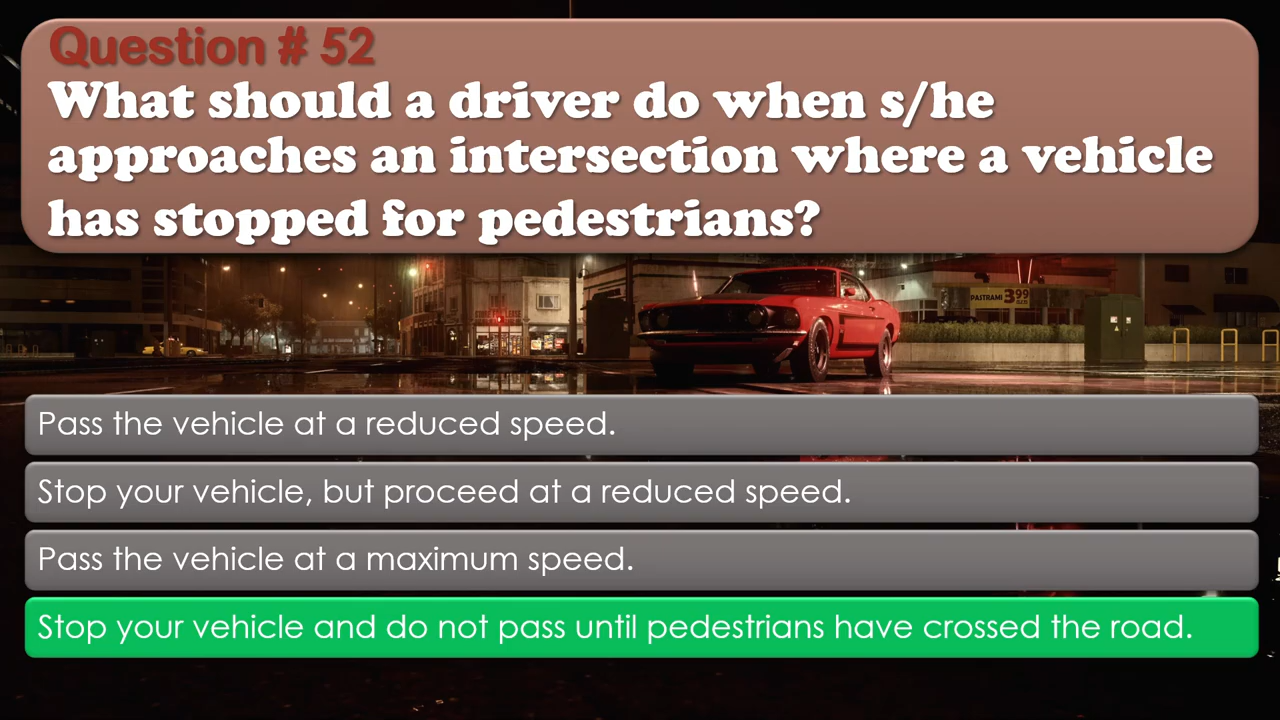 Question # 52
What should a driver do when s/he
approaches an intersection where a vehicle
has stopped for pedestrians?
PASTRAMI 3.99
Pass the vehicle at a reduced speed.
Stop your vehicle, but proceed at a reduced speed.
Pass the vehicle at a maximum speed.
Stop your vehicle and do not pass until pedestrians have crossed the road.